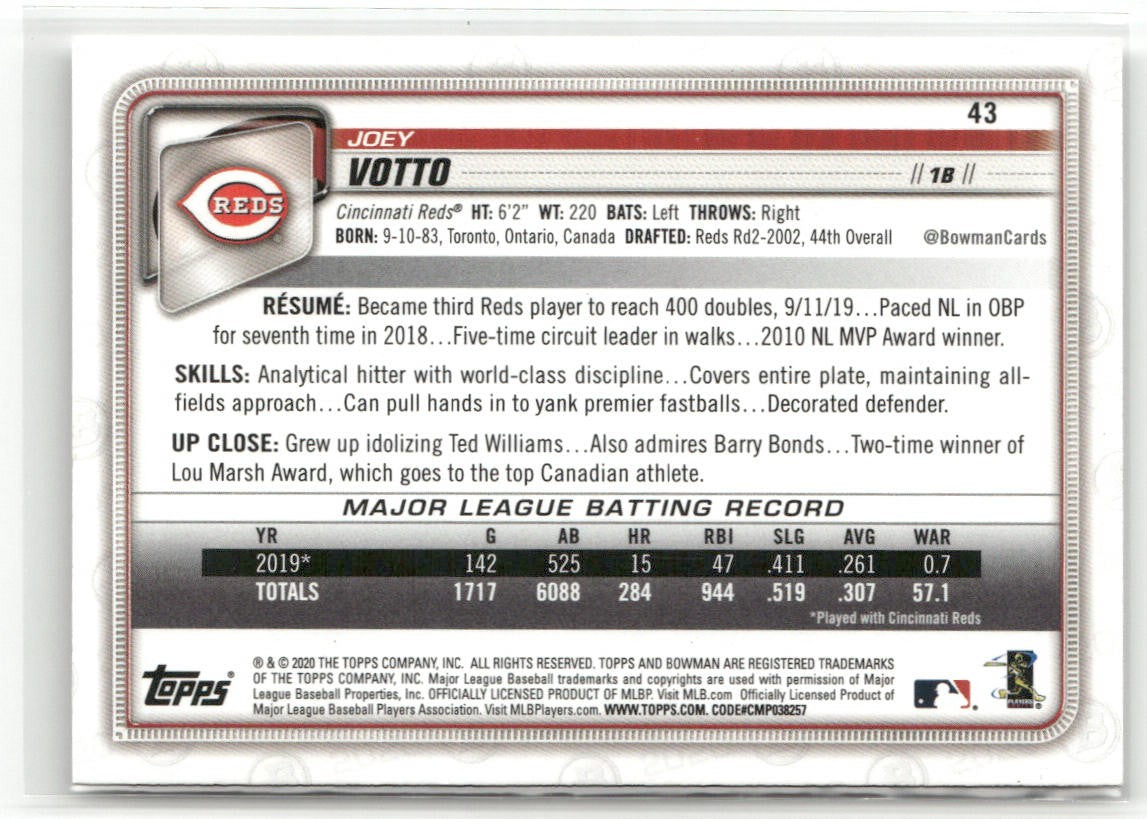 43
JOEY
VOTTO // 1B //
REDS
Cincinnati Reds® HT: 6'2" WT: 220 BATS: Left THROWS: Right
BORN: 9-10-83, Toronto, Ontario, Canada DRAFTED: Reds Rd2-2002, 44th Overall @BowmanCards
RÉSUMÉ: Became third Reds player to reach 400 doubles, 9/11/19...Paced NL in OBP
for seventh time in 2018...Five-time circuit leader in walks...2010 NL MVP Award winner.
SKILLS: Analytical hitter with world-class discipline...Covers entire plate, maintaining all-
fields approach...Can pull hands in to yank premier fastballs...Decorated defender.
UP CLOSE: Grew up idolizing Ted Williams...Also admires Barry Bonds...Two-time winner of
Lou Marsh Award, which goes to the top Canadian athlete.
MAJOR LEAGUE BATTING RECORD
YR G AB HR RBI SLG AVG WAR
2019* 142 525 15 47 .411 .261 0.7
TOTALS 1717 6088 284 944 .519 .307 57.1
*Played with Cincinnati Reds
topps®
® & © 2020 THE TOPPS COMPANY, INC. ALL RIGHTS RESERVED. TOPPS AND BOWMAN ARE REGISTERED TRADEMARKS
OF THE TOPPS COMPANY, INC. Major League Baseball trademarks and copyrights are used with permission of Major
League Baseball Properties, Inc. OFFICIALLY LICENSED PRODUCT OF MLBP. Visit MLB.com Officially Licensed Product of
Major League Baseball Players Association. Visit MLBPlayers.com. WWW.TOPPS.COM. CODE#CMP038257
PLAYERS